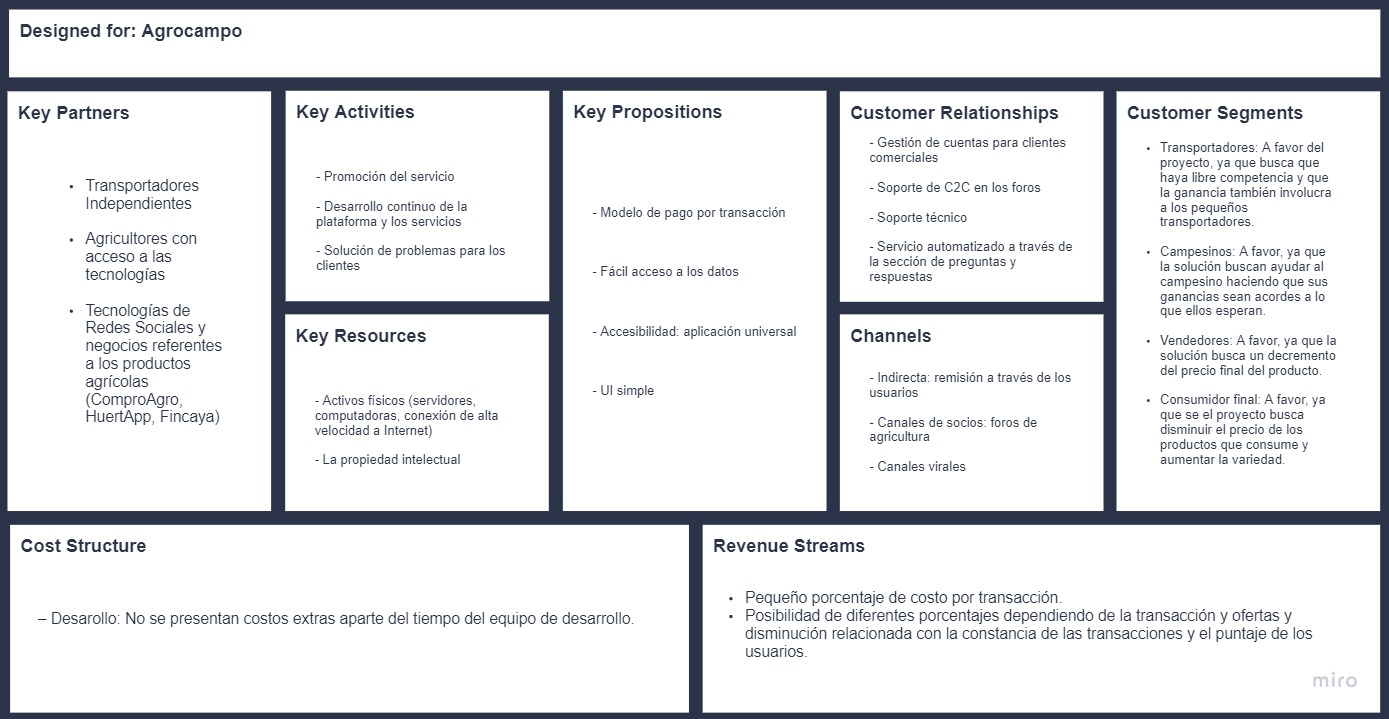 Designed for: Agrocampo
Key Partners
• Transportadores
Independientes
• Agricultores con
acceso a las
tecnologías
• Tecnologías de
Redes Sociales y
negocios referentes
a los productos
agrícolas
(ComproAgro,
HuertApp, Fincaya)
Key Activities
- Promoción del servicio
- Desarrollo continuo de la
plataforma y los servicios
- Solución de problemas para los
clientes
Key Resources
- Activos físicos (servidores,
computadoras, conexión de alta
velocidad a Internet)
- La propiedad intelectual
Key Propositions
- Modelo de pago por transacción
- Fácil acceso a los datos
- Accesibilidad: aplicación universal
- UI simple
Customer Relationships
- Gestión de cuentas para clientes
comerciales
- Soporte de C2C en los foros
- Soporte técnico
- Servicio automatizado a través de
la sección de preguntas y
respuestas
Channels
- Indirecta: remisión a través de los
usuarios
- Canales de socios: foros de
agricultura
- Canales virales
Customer Segments
• Transportadores: A favor del
proyecto, ya que busca que
haya libre competencia y que
la ganancia también involucra
a los pequeños
transportadores.
• Campesinos: A favor, ya que
la solución buscan ayudar al
campesino haciendo que sus
ganancias sean acordes a lo
que ellos esperan.
• Vendedores: A favor, ya que la
solución busca un decremento
del precio final del producto.
• Consumidor final: A favor, ya
que se el proyecto busca
disminuir el precio de los
productos que consume y
aumentar la variedad.
Cost Structure
– Desarollo: No se presentan costos extras aparte del tiempo del equipo de desarrollo.
Revenue Streams
• Pequeño porcentaje de costo por transacción.
• Posibilidad de diferentes porcentajes dependiendo de la transacción y ofertas y
disminución relacionada con la constancia de las transacciones y el puntaje de los
usuarios.
miro